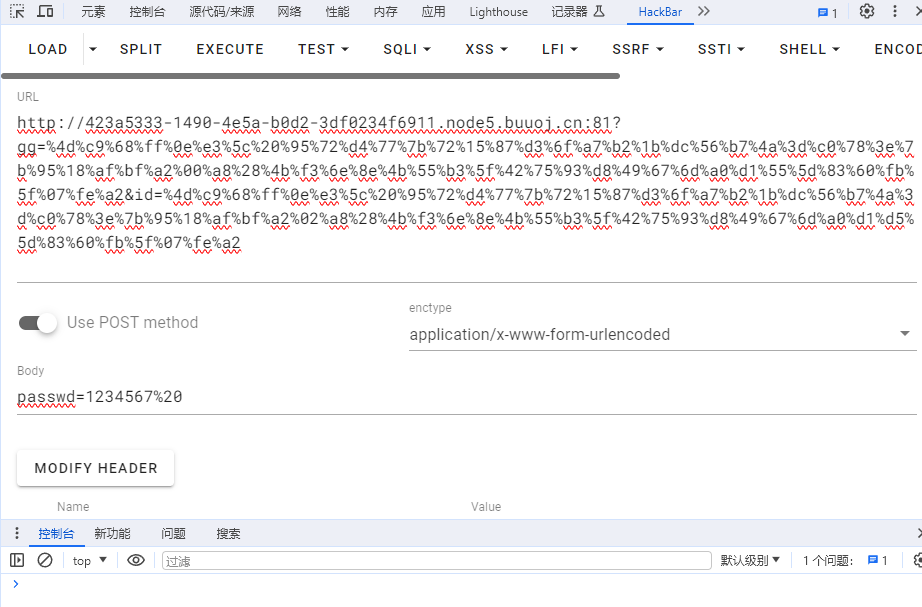 元素 控制台 源代码/来源 网络 性能 内存 应用 Lighthouse 记录器 HackBar 1
LOAD SPLIT EXECUTE TEST SQLI XSS LFI SSRF SSTI SHELL ENCOD
URL
http://423a5333-1490-4e5a-b0d2-3df0234f6911.node5.buuoj.cn:81?
gg=%4d%c9%68%ff%0e%e3%5c%20%95%72%d4%77%7b%72%15%87%d3%6f%a7%b2%1b%dc%56%b7%4a%3d%c0%78%3e%7
b%95%18%af%bf%a2%00%a8%28%4b%f3%6e%8e%4b%55%b3%5f%42%75%93%d8%49%67%6d%a0%d1%55%5d%83%60%fb%
5f%07%fe%a2&id=%4d%c9%68%ff%0e%e3%5c%20%95%72%d4%77%7b%72%15%87%d3%6f%a7%b2%1b%dc%56%b7%4a%3
d%c0%78%3e%7b%95%18%af%bf%a2%02%a8%28%4b%f3%6e%8e%4b%55%b3%5f%42%75%93%d8%49%67%6d%a0%d1%d5%
5d%83%60%fb%5f%07%fe%a2
Use POST method
enctype
application/x-www-form-urlencoded
Body
passwd=1234567%20
MODIFY HEADER
Name Value
控制台 新功能 问题 搜索
top 过滤 默认级别 1 个问题: 1